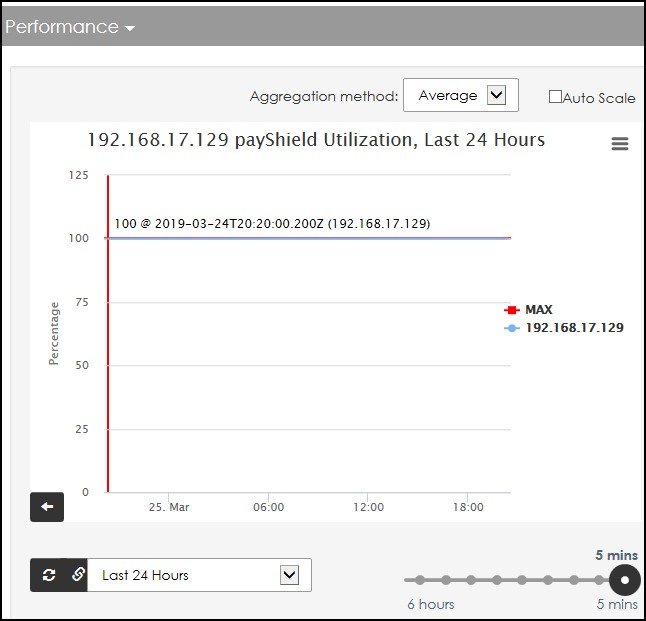 Performance
Aggregation method: Average Auto Scale
192.168.17.129 payShield Utilization, Last 24 Hours
125
100 @ 2019-03-24T20:20:00.200Z (192.168.17.129)
100
75
MAX
192.168.17.129
Percentage
50
25
0
25. Mar 06:00 12:00 18:00
5 mins
Last 24 Hours
6 hours 5 mins